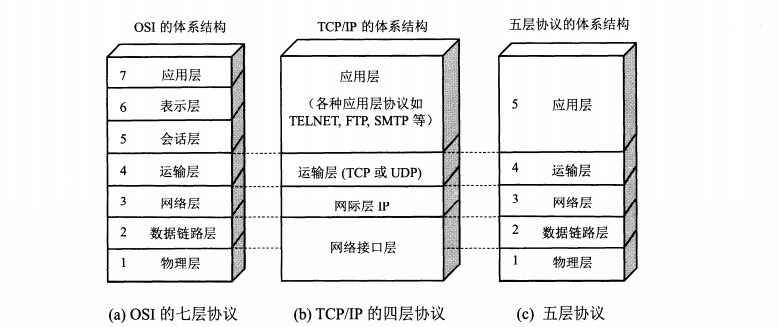 OSI 的体系结构
7 应用层
6 表示层
5 会话层
4 运输层
3 网络层
2 数据链路层
1 物理层
(a) OSI 的七层协议
TCP/IP 的体系结构
应用层
（各种应用层协议如
TELNET, FTP, SMTP 等）
运输层 (TCP 或 UDP)
网际层 IP
网络接口层
(b) TCP/IP 的四层协议
五层协议的体系结构
5 应用层
4 运输层
3 网络层
2 数据链路层
1 物理层
(c) 五层协议